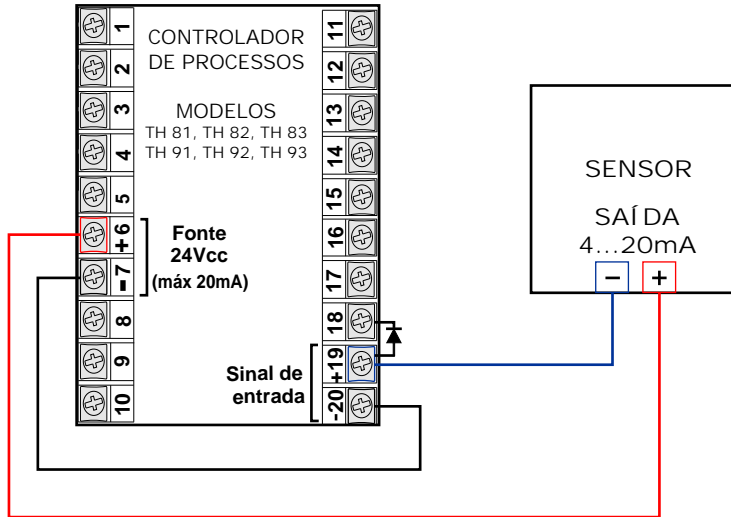 1
2
3
4
5
+6
-7
8
9
10
CONTROLADOR
DE PROCESSOS
MODELOS
TH 81, TH 82, TH 83
TH 91, TH 92, TH 93
Fonte
24Vcc
(máx 20mA)
Sinal de
entrada
11
12
13
14
15
16
17
18
+19
-20
SENSOR
SAÍDA
4...20mA
− +